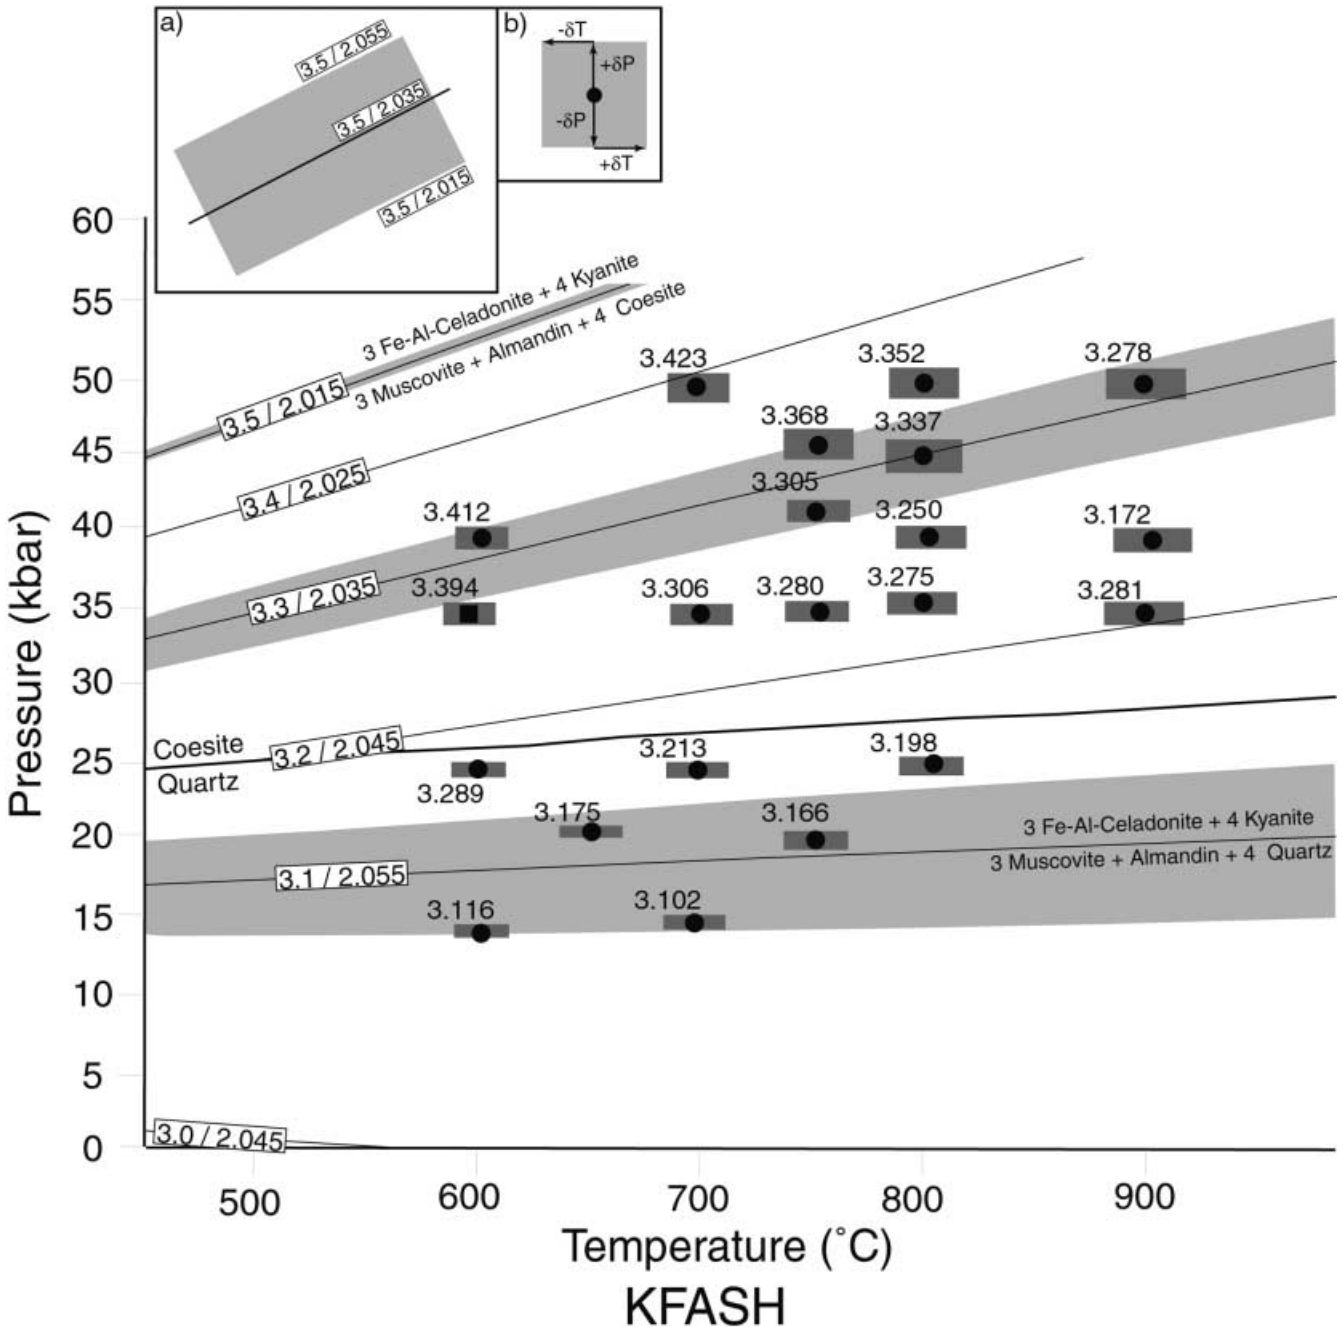 a)
3.5 / 2.055
3.5 / 2.035
3.5 / 2.015
b)
-δT
+δP
-δP
+δT
60
55
50
45
40
35
30
25
20
15
10
5
0
Pressure (kbar)
3 Fe-Al-Celadonite + 4 Kyanite
3 Muscovite + Almandin + 4 Coesite
3.5 / 2.015
3.4 / 2.025
3.3 / 2.035
3.2 / 2.045
3.1 / 2.055
3.0 / 2.045
3.423
3.352
3.278
3.368
3.337
3.305
3.412
3.250
3.172
3.394
3.306
3.280
3.275
3.281
Coesite
Quartz
3.289
3.213
3.198
3.175
3.166
3 Fe-Al-Celadonite + 4 Kyanite
3 Muscovite + Almandin + 4 Quartz
3.116
3.102
500
600
700
800
900
Temperature (˚C)
KFASH